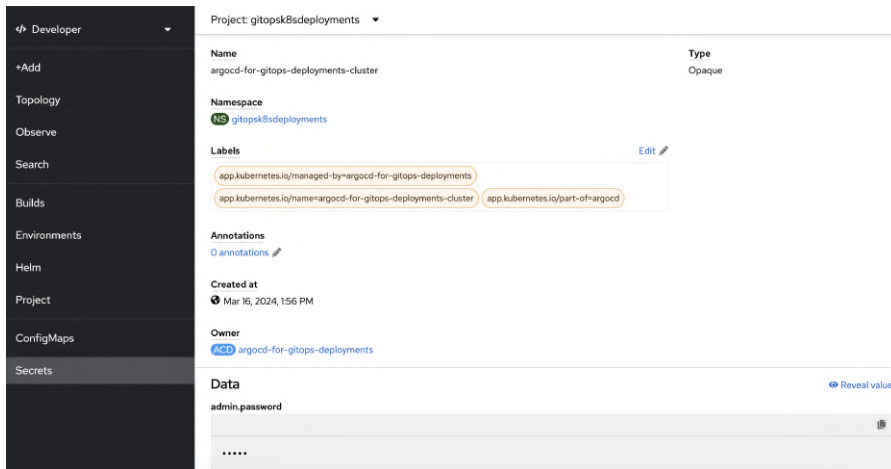 </> Developer
+Add
Topology
Observe
Search
Builds
Environments
Helm
Project
ConfigMaps
Secrets
Project: gitopsk8sdeployments
Name
argocd-for-gitops-deployments-cluster
Type
Opaque
Namespace
NS gitopsk8sdeployments
Labels
Edit
app.kubernetes.io/managed-by=argocd-for-gitops-deployments
app.kubernetes.io/name=argocd-for-gitops-deployments-cluster app.kubernetes.io/part-of=argocd
Annotations
0 annotations
Created at
Mar 16, 2024, 1:56 PM
Owner
ACD argocd-for-gitops-deployments
Data
Reveal value
admin.password
•••••